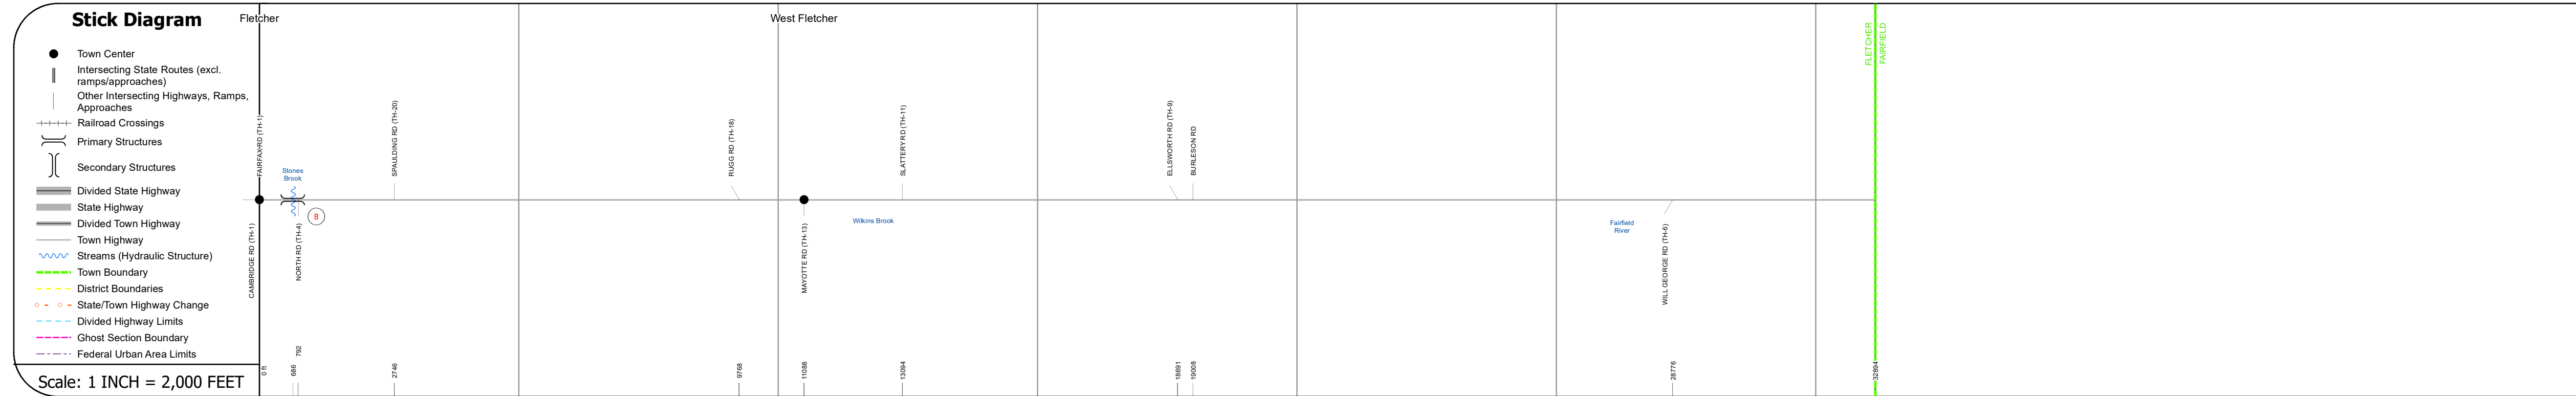 Stick Diagram
Town Center
Intersecting State Routes (excl.
ramps/approaches)
Other Intersecting Highways, Ramps,
Approaches
Railroad Crossings
Primary Structures
Secondary Structures
Divided State Highway
State Highway
Divided Town Highway
Town Highway
Streams (Hydraulic Structure)
Town Boundary
District Boundaries
State/Town Highway Change
Divided Highway Limits
Ghost Section Boundary
Federal Urban Area Limits
Scale: 1 INCH = 2,000 FEET
Fletcher
West Fletcher
FLETCHER
FAIRFIELD
FAIRFAX RD (TH-1)
SPAULDING RD (TH-20)
RUGG RD (TH-18)
SLATTERY RD (TH-11)
ELLSWORTH RD (TH-9)
BURLESON RD
Stones
Brook
8
Wilkins Brook
Fairfield
River
CAMBRIDGE RD (TH-1)
NORTH RD (TH-4)
MAYOTTE RD (TH-13)
WILL GEORGE RD (TH-6)
0 ft
686
792
2746
9768
11088
13094
18691
19008
28776
32894